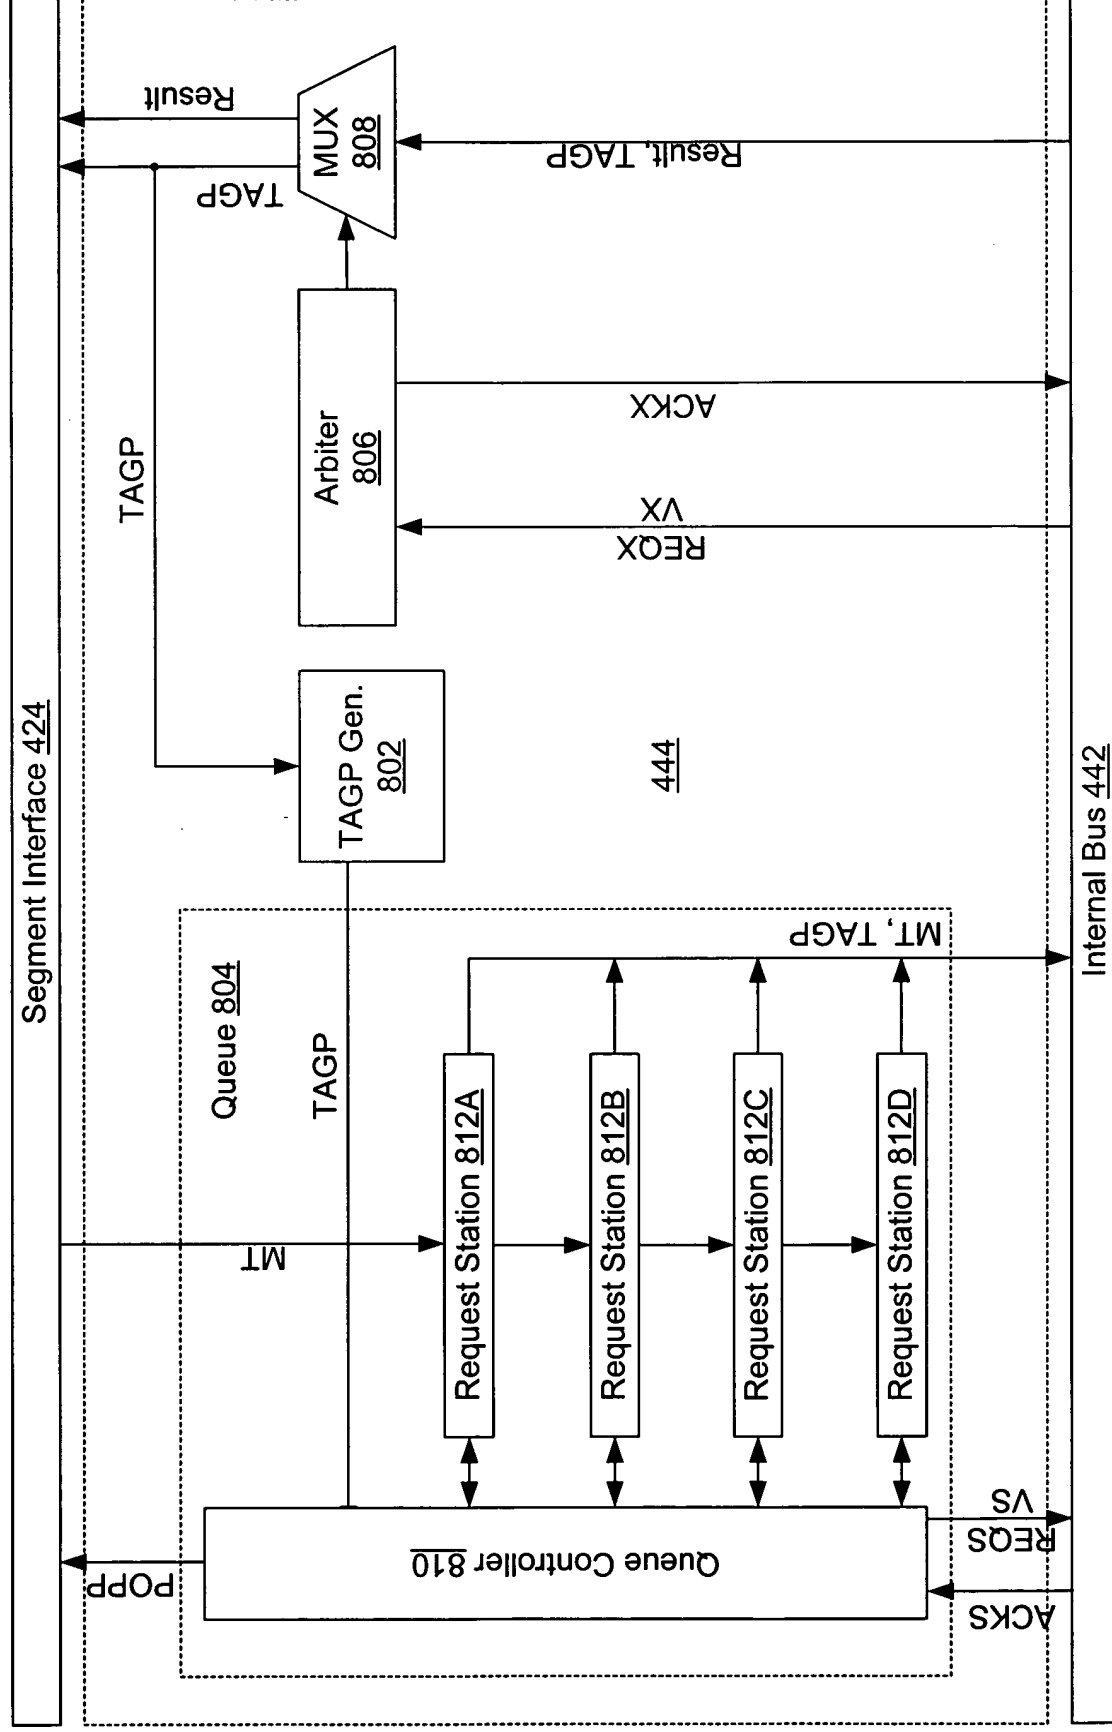 Segment Interface 424
Result
TAGP
TAGP
MUX
808
Result, TAGP
Arbiter
806
ACKX
VX
REQX
TAGP Gen.
802
444
Queue 804
TAGP
MT
MT, TAGP
Request Station 812A
Request Station 812B
Request Station 812C
Request Station 812D
Queue Controller 810
POPP
VS
REQS
ACKS
Internal Bus 442